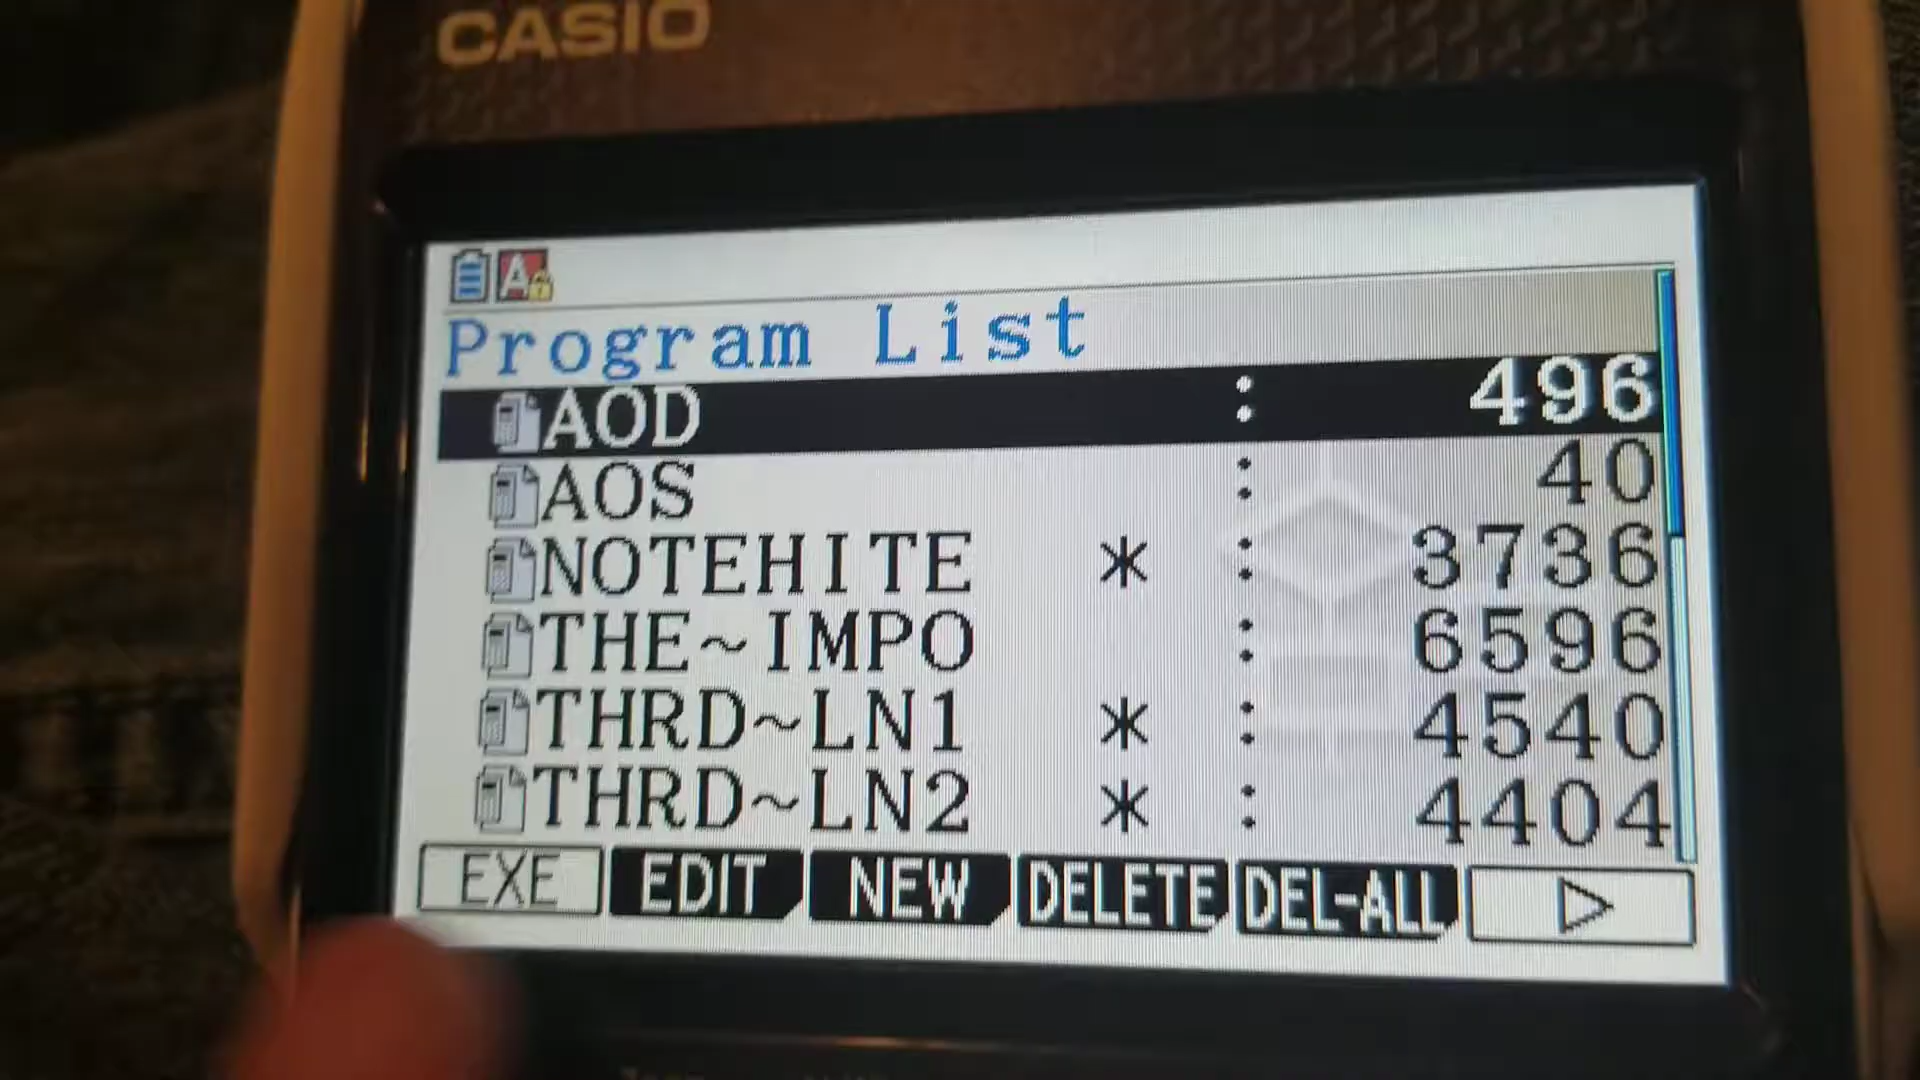 CASIO
A
Program List
AOD : 496
AOS : 40
NOTEHITE * : 3736
THE~IMPO : 6596
THRD~LN1 * : 4540
THRD~LN2 * : 4404
EXE EDIT NEW DELETE DEL-ALL ▷